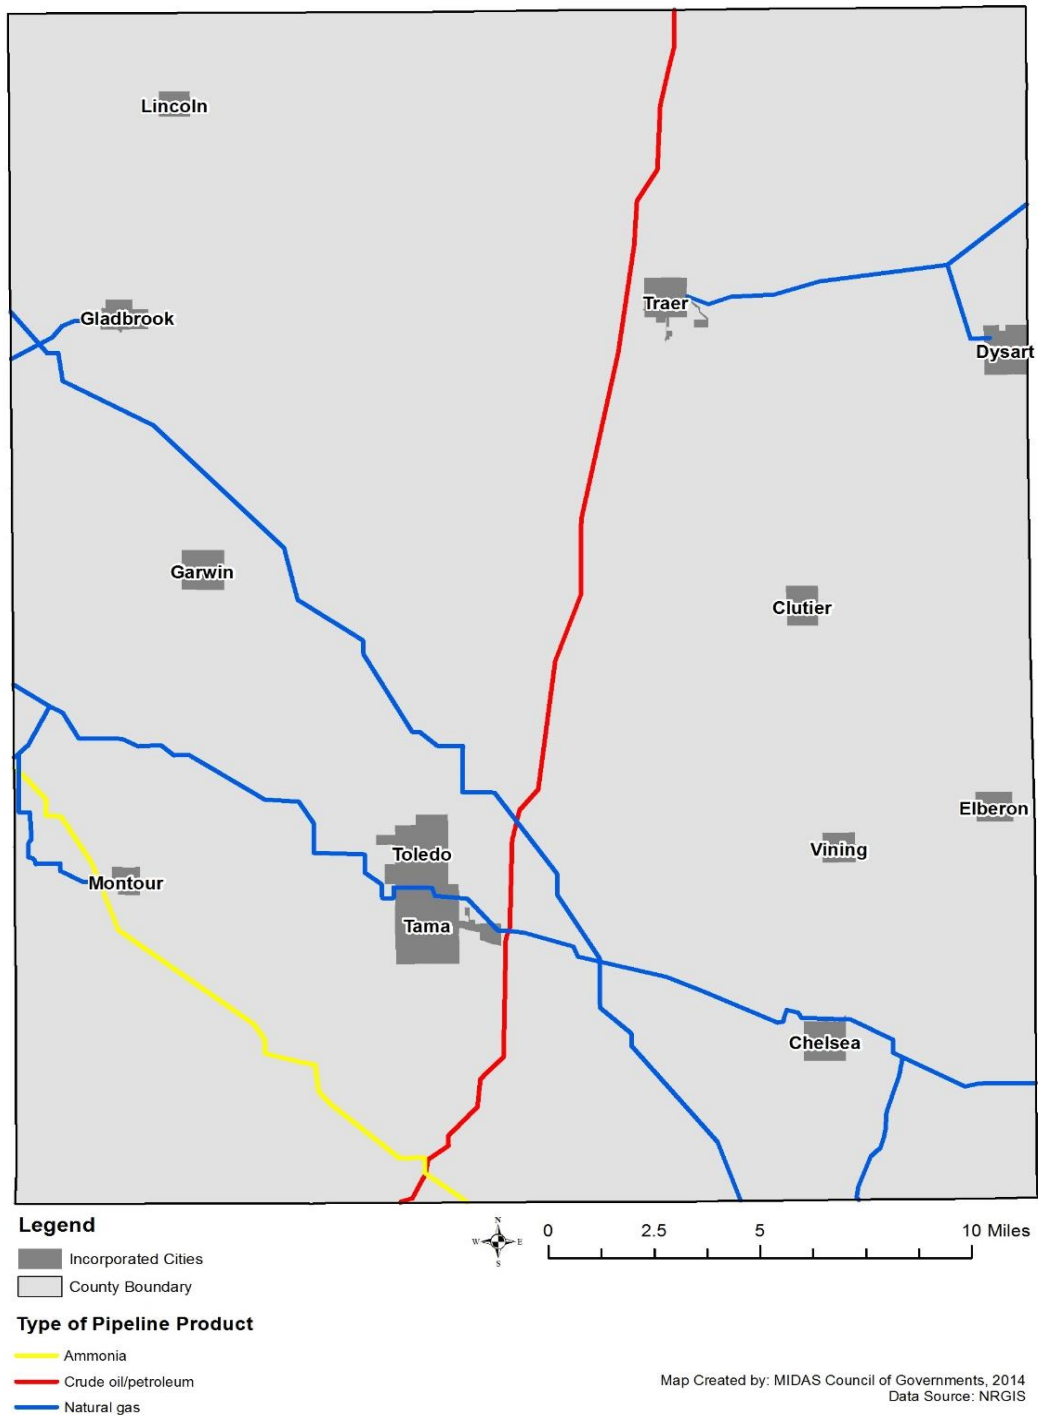 Lincoln
Traer
Gladbrook
Dysart
Garwin
Clutier
Elberon
Vining
Toledo
Montour
Tama
Chelsea
Legend
Incorporated Cities
County Boundary
N
W E
S
0 2.5 5 10 Miles
Type of Pipeline Product
Ammonia
Crude oil/petroleum
Natural gas
Map Created by: MIDAS Council of Governments, 2014
Data Source: NRGIS